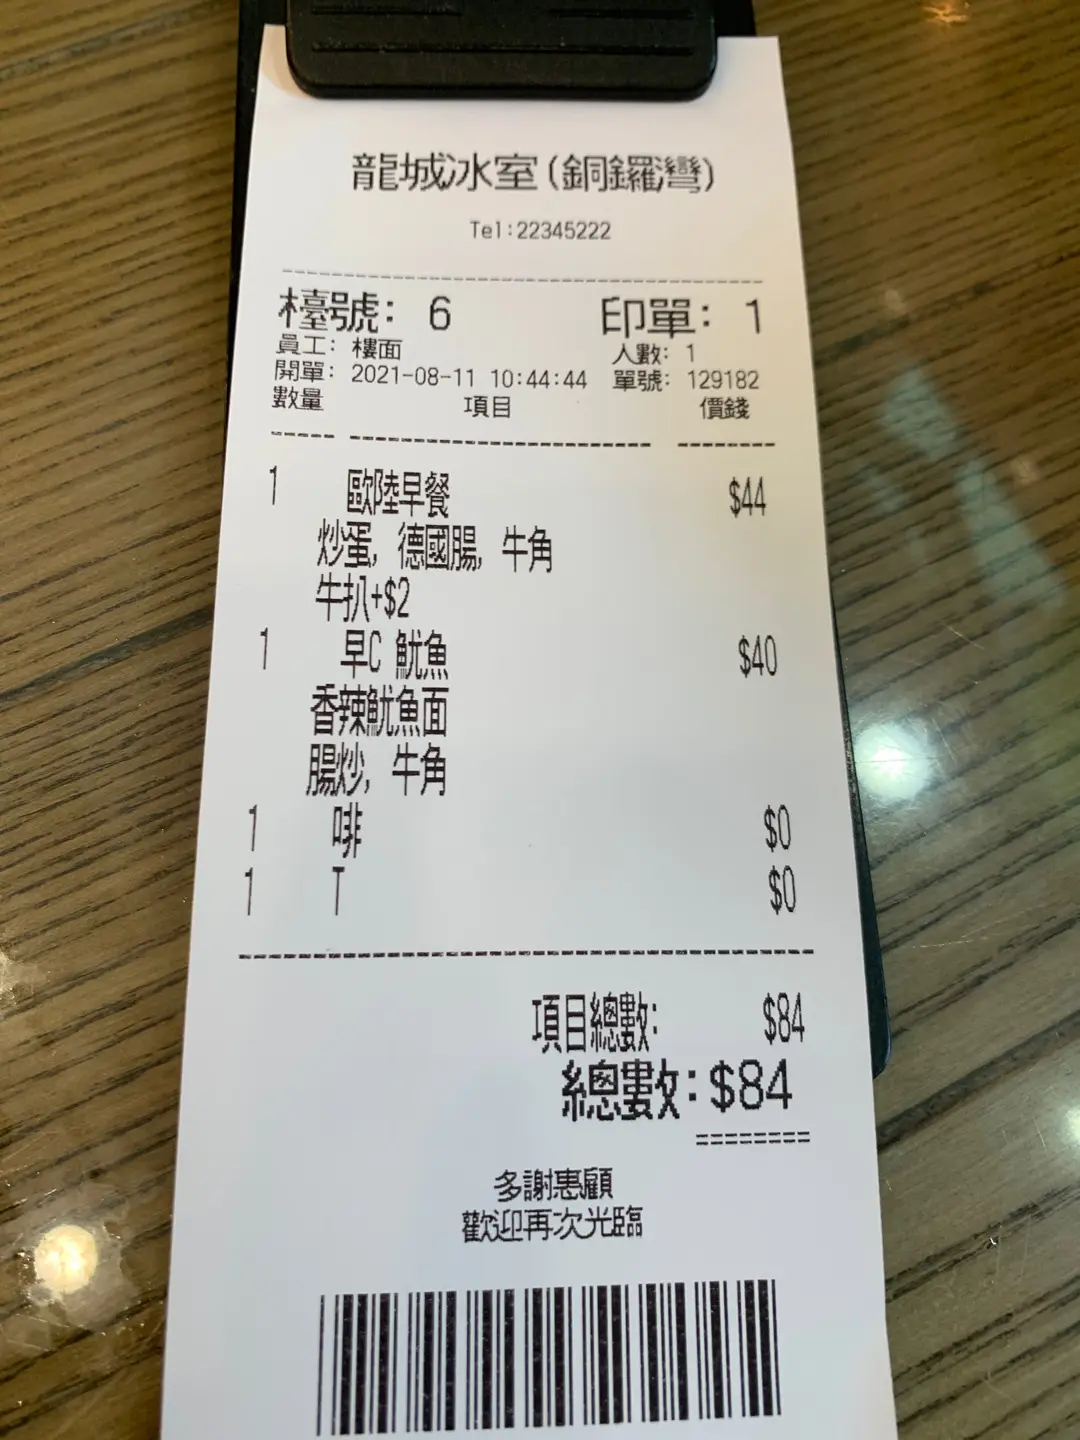 龍城冰室(銅鑼灣)
Tel:22345222
檯號: 6 印單: 1
員工: 樓面 人數: 1
開單: 2021-08-11 10:44:44 單號: 129182
數量 項目 價錢
1 歐陸早餐 $44
炒蛋, 德國腸, 牛角
牛扒+$2
1 早C 魷魚 $40
香辣魷魚面
腸炒, 牛角
1 啡 $0
1 T $0
項目總數: $84
總數: $84
========
多謝惠顧
歡迎再次光臨